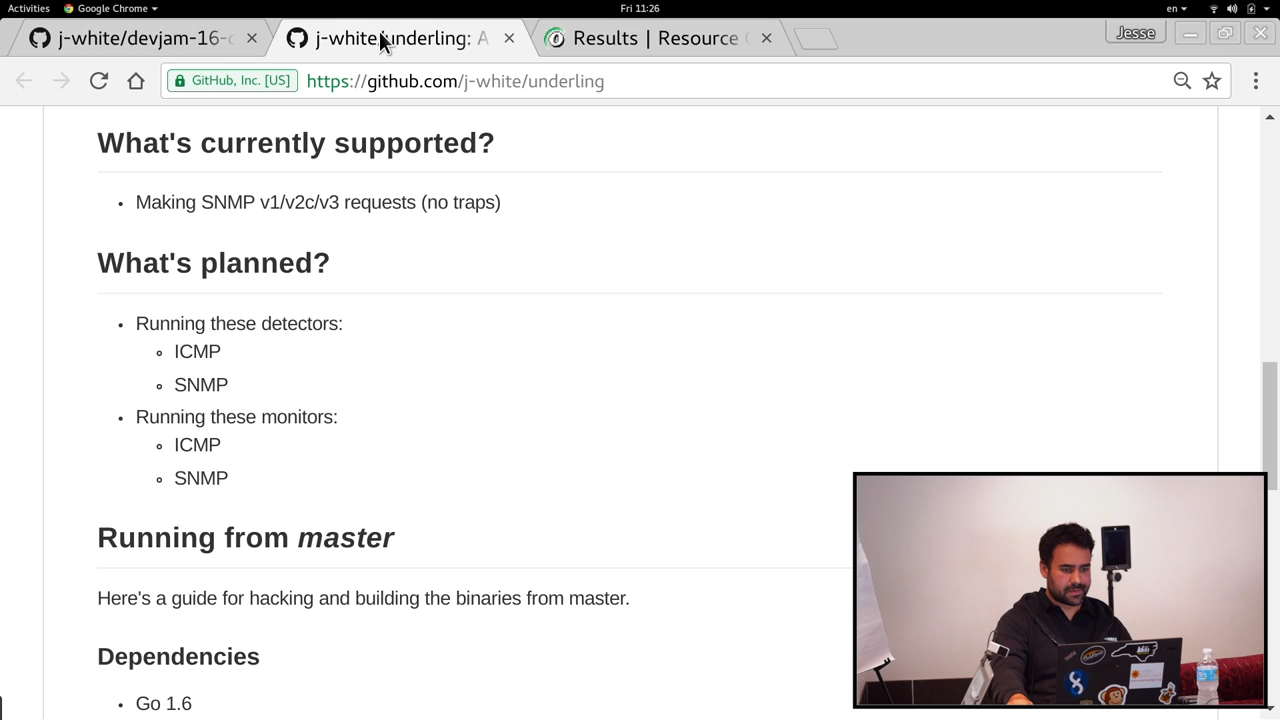 Activities
Google Chrome
Fri 11:26
en
j-white/devjam-16-
j-white/underling: A
Results | Resource
Jesse
GitHub, Inc. [US]
https://github.com/j-white/underling
What's currently supported?
Making SNMP v1/v2c/v3 requests (no traps)
What's planned?
Running these detectors:
ICMP
SNMP
Running these monitors:
ICMP
SNMP
Running from master
Here's a guide for hacking and building the binaries from master.
Dependencies
Go 1.6